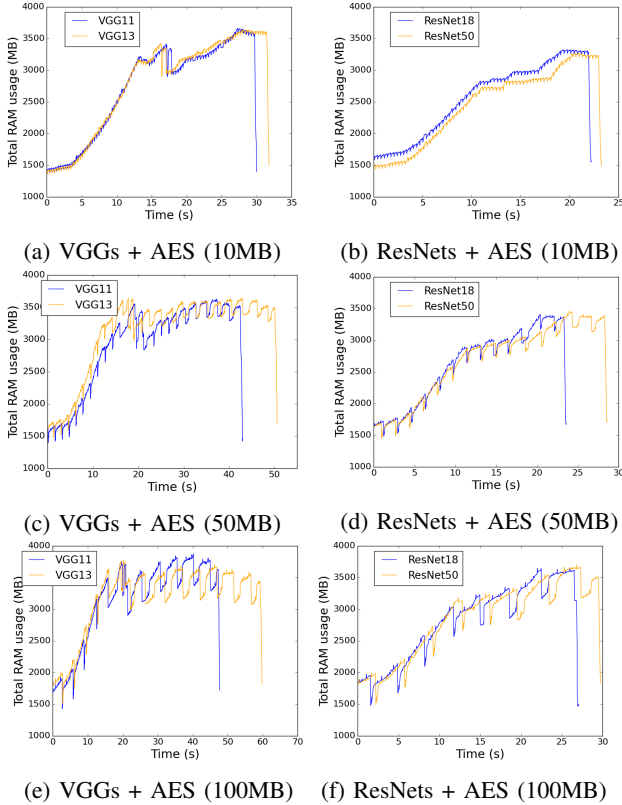 4000
3500
3000
2500
2000
1500
1000
Total RAM usage (MB)
VGG11
VGG13
0 5 10 15 20 25 30 35
Time (s)
(a) VGGs + AES (10MB)
4000
3500
3000
2500
2000
1500
1000
Total RAM usage (MB)
ResNet18
ResNet50
0 5 10 15 20 25
Time (s)
(b) ResNets + AES (10MB)
4000
3500
3000
2500
2000
1500
1000
Total RAM usage (MB)
VGG11
VGG13
0 10 20 30 40 50
Time (s)
(c) VGGs + AES (50MB)
4000
3500
3000
2500
2000
1500
1000
Total RAM usage (MB)
ResNet18
ResNet50
0 5 10 15 20 25 30
Time (s)
(d) ResNets + AES (50MB)
4000
3500
3000
2500
2000
1500
1000
Total RAM usage (MB)
VGG11
VGG13
0 10 20 30 40 50 60 70
Time (s)
(e) VGGs + AES (100MB)
4000
3500
3000
2500
2000
1500
1000
Total RAM usage (MB)
ResNet18
ResNet50
0 5 10 15 20 25 30
Time (s)
(f) ResNets + AES (100MB)